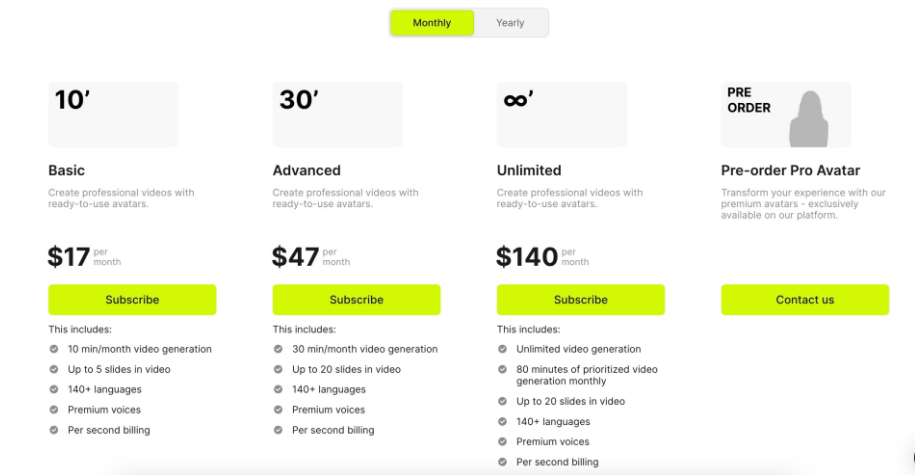 Monthly
Yearly
10’
Basic
Create professional videos with
ready-to-use avatars.
$17 per
month
Subscribe
This includes:
10 min/month video generation
Up to 5 slides in video
140+ languages
Premium voices
Per second billing
30’
Advanced
Create professional videos with
ready-to-use avatars.
$47 per
month
Subscribe
This includes:
30 min/month video generation
Up to 20 slides in video
140+ languages
Premium voices
Per second billing
∞’
Unlimited
Create professional videos with
ready-to-use avatars.
$140 per
month
Subscribe
This includes:
Unlimited video generation
80 minutes of prioritized video
generation monthly
Up to 20 slides in video
140+ languages
Premium voices
Per second billing
PRE
ORDER
Pre-order Pro Avatar
Transform your experience with our
premium avatars - exclusively
available on our platform.
Contact us